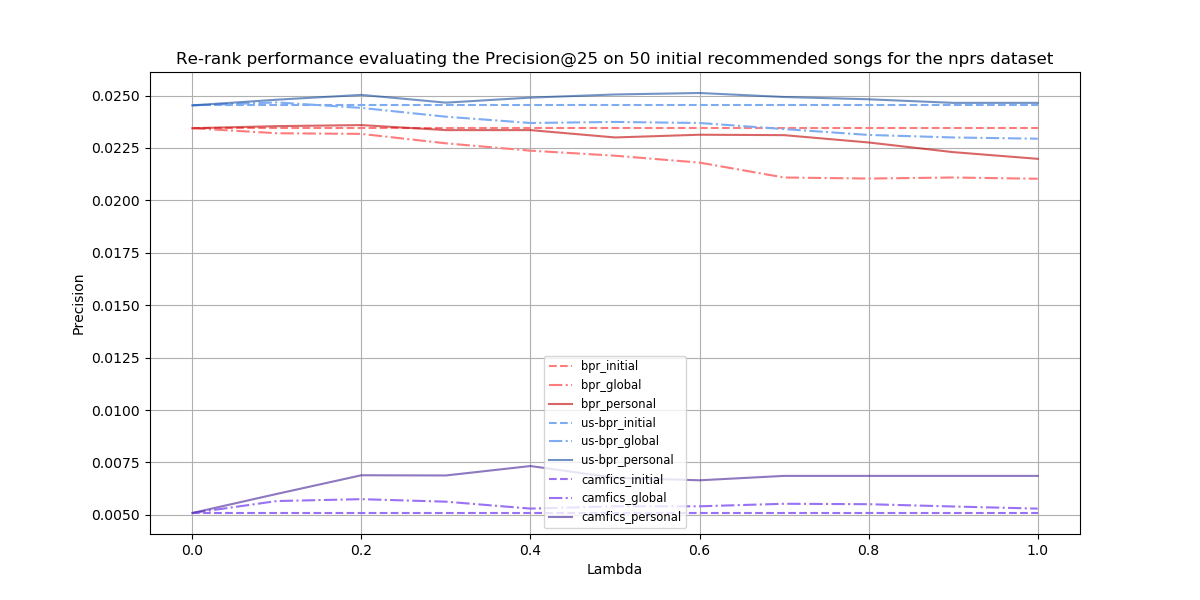 Re-rank performance evaluating the Precision@25 on 50 initial recommended songs for the nprs dataset
0.0250
0.0225
0.0200
0.0175
0.0150
0.0125
0.0100
0.0075
0.0050
Precision
bpr_initial
bpr_global
bpr_personal
us-bpr_initial
us-bpr_global
us-bpr_personal
camfics_initial
camfics_global
camfics_personal
0.0 0.2 0.4 0.6 0.8 1.0
Lambda